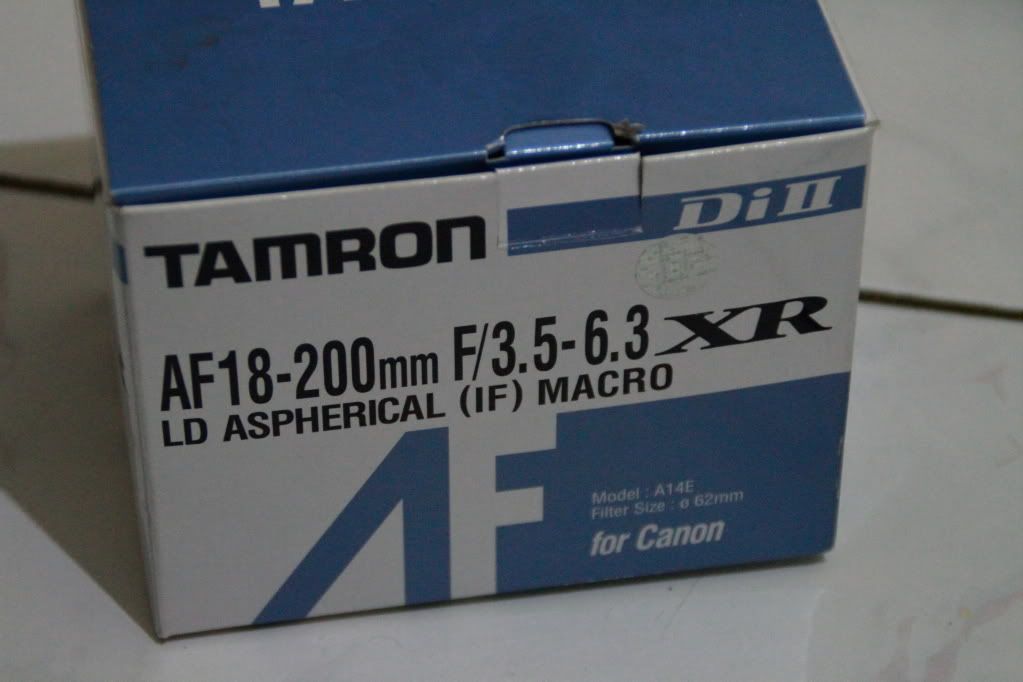 TAMRON
Di II
AF18-200mm F/3.5-6.3 XR
LD ASPHERICAL (IF) MACRO
AF
Model : A14E
Filter Size : ø 62mm
for Canon